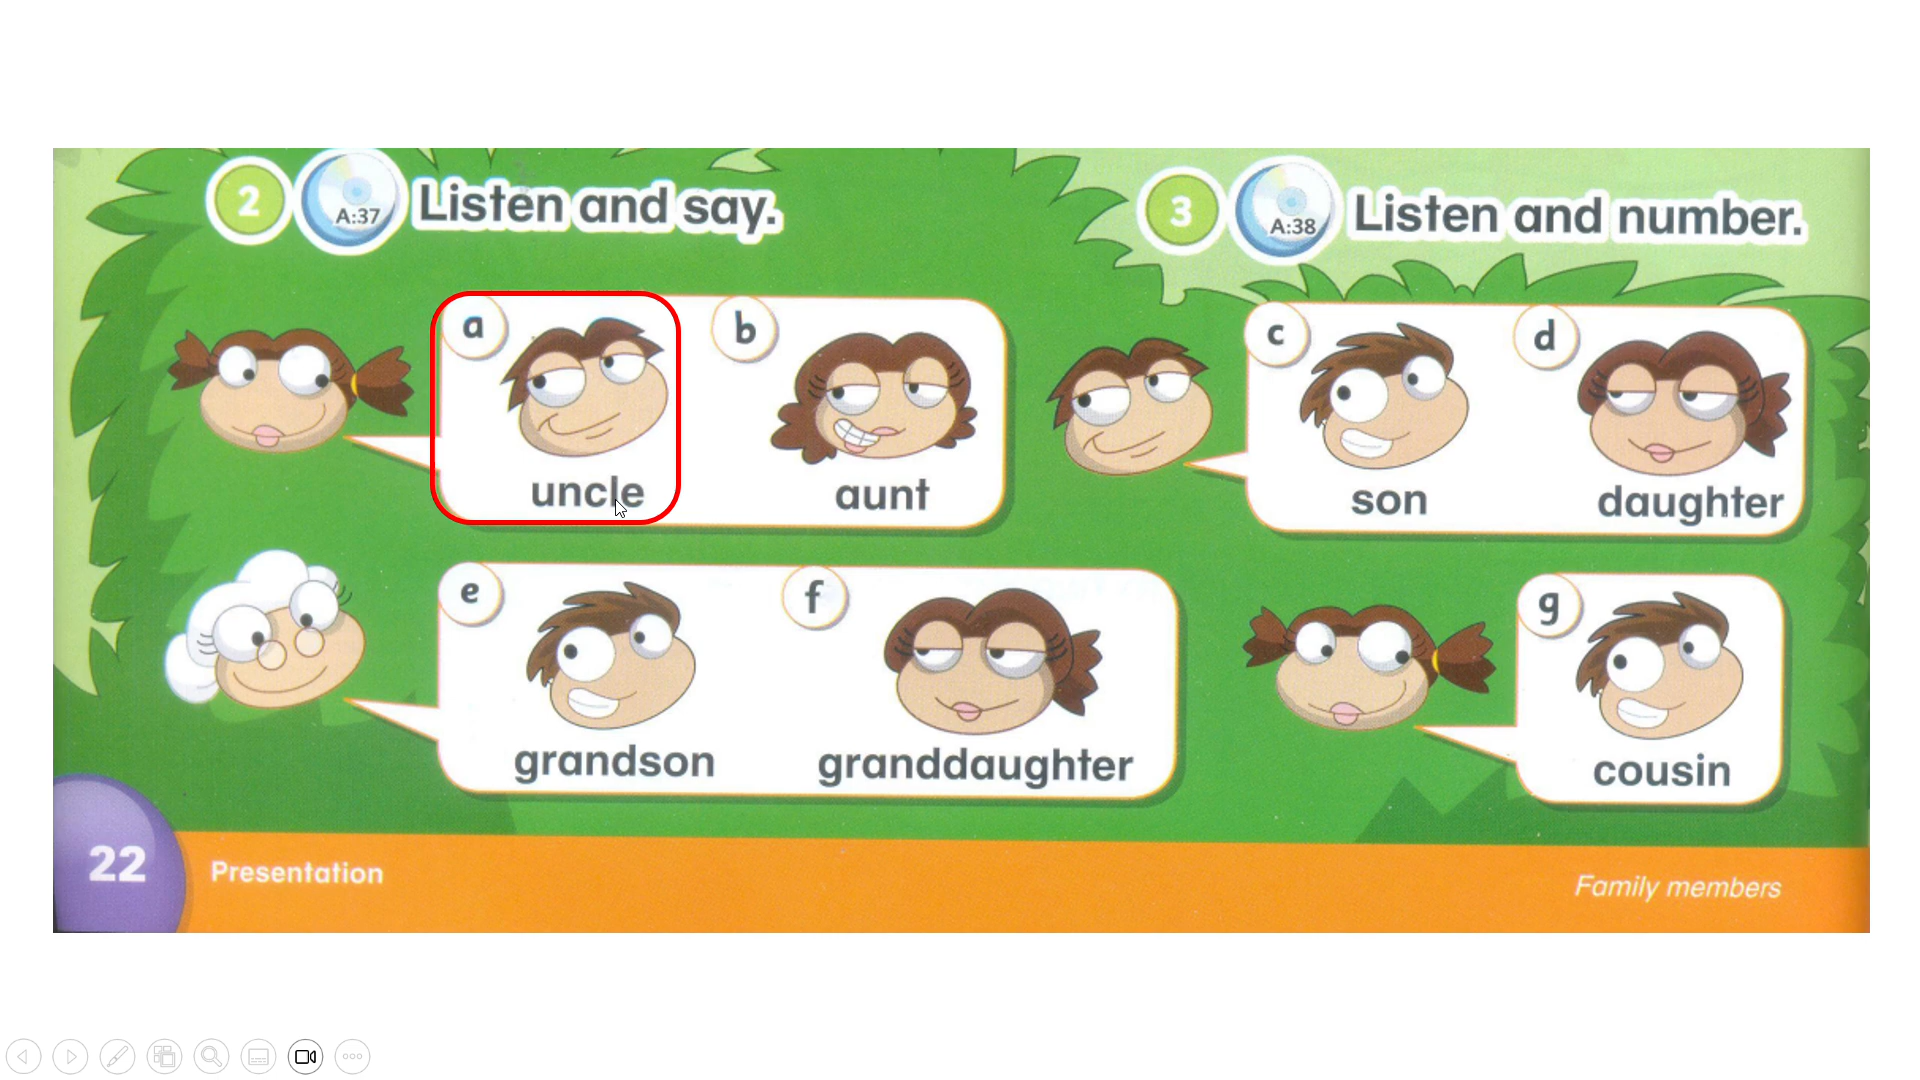 2 A:37 Listen and say.
3 A:38 Listen and number.
a
uncle
b
aunt
c
son
d
daughter
e
grandson
f
granddaughter
g
cousin
22 Presentation
Family members